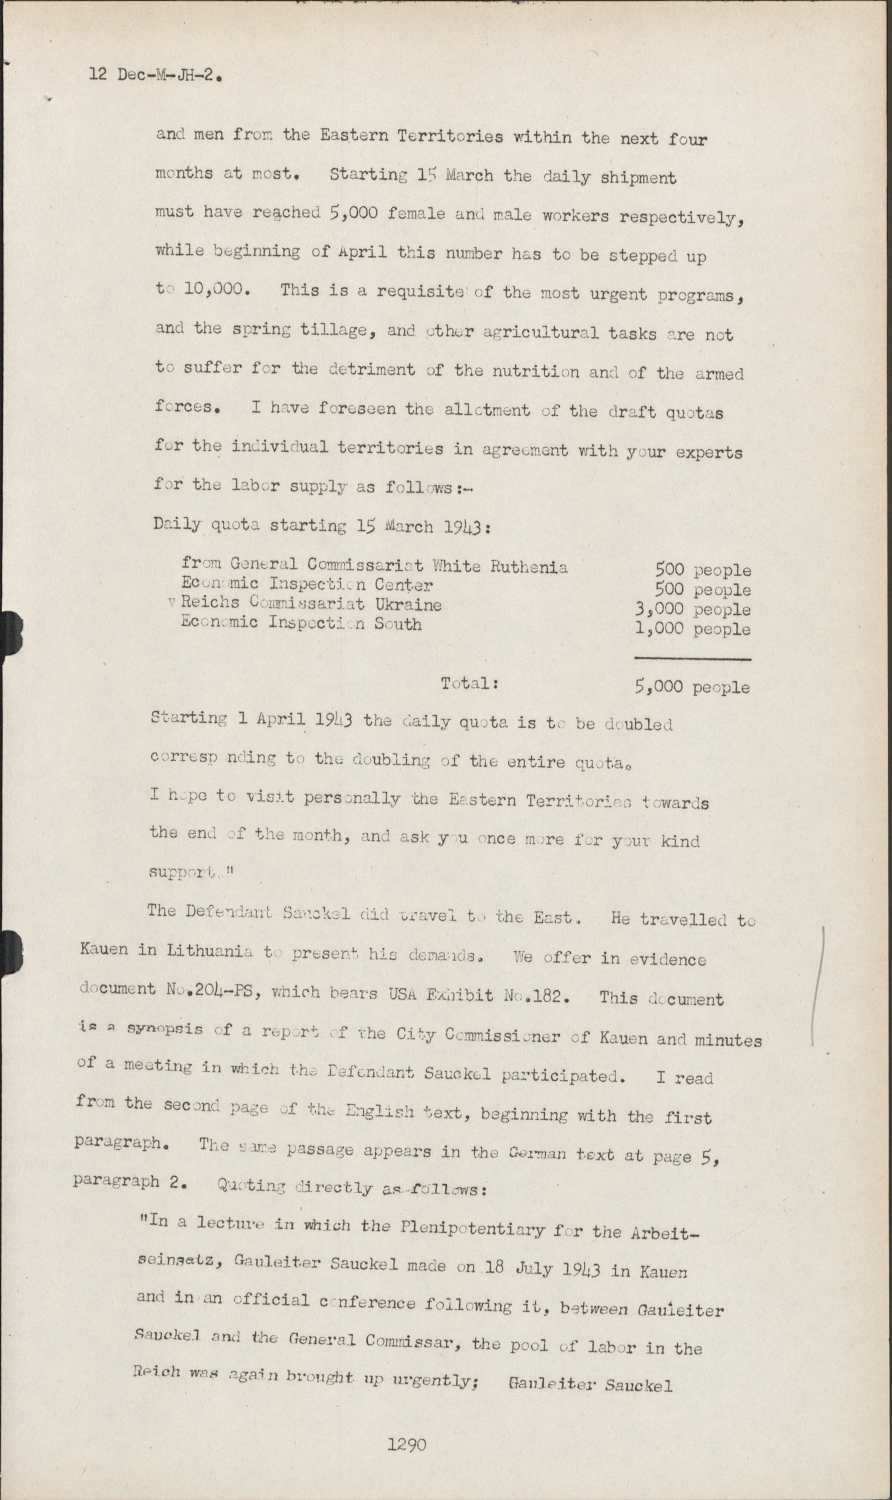 12 Dec-M-JH-2.
and men from the Eastern Territories within the next four
months at most. Starting 15 March the daily shipment
must have reached 5,000 female and male workers respectively,
while beginning of April this number has to be stepped up
to 10,000. This is a requisite of the most urgent programs,
and the spring tillage, and other agricultural tasks are not
to suffer for the detriment of the nutrition and of the armed
forces. I have foreseen the allotment of the draft quotas
for the individual territories in agreement with your experts
for the labor supply as follows:-
Daily quota starting 15 March 1943:
from General Commissariat White Ruthenia 500 people
Economic Inspection Center 500 people
v Reichs Commissariat Ukraine 3,000 people
Economic Inspection South 1,000 people
Total: 5,000 people
Starting 1 April 1943 the daily quota is to be doubled
corresp nding to the doubling of the entire quota.
I hope to visit personally the Eastern Territories towards
the end of the month, and ask you once more for your kind
support."
The Defendant Sauckel did travel to the East. He travelled to
Kauen in Lithuania to present his demands. We offer in evidence
document No.204-PS, which bears USA Exhibit No.182. This document
is a synopsis of a report of the City Commissioner of Kauen and minutes
of a meeting in which the Defendant Sauckel participated. I read
from the second page of the English text, beginning with the first
paragraph. The same passage appears in the German text at page 5,
paragraph 2. Quoting directly as follows:
"In a lecture in which the Plenipotentiary for the Arbeit-
seinsatz, Gauleiter Sauckel made on 18 July 1943 in Kauen
and in an official conference following it, between Gauleiter
Sauckel and the General Commissar, the pool of labor in the
Reich was again brought up urgently; Gauleiter Sauckel
1290